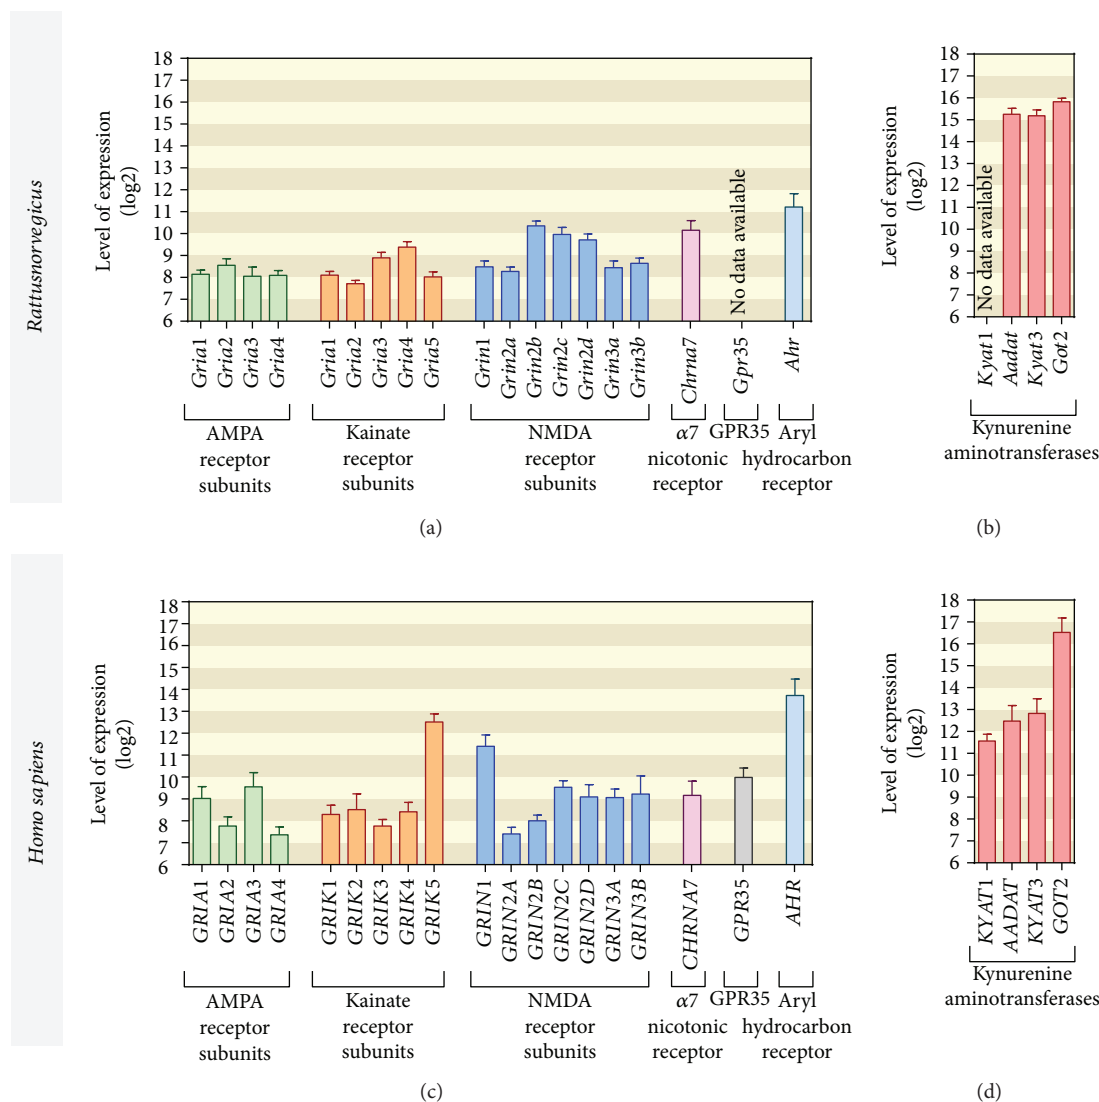 Rattusnorvegicus
Level of expression
(log2)
18
17
16
15
14
13
12
11
10
9
8
7
6
No data available
Gria1
Gria2
Gria3
Gria4
Gria1
Gria2
Gria3
Gria4
Gria5
Grin1
Grin2a
Grin2b
Grin2c
Grin2d
Grin3a
Grin3b
Chrna7
Gpr35
Ahr
AMPA
receptor
subunits
Kainate
receptor
subunits
NMDA
receptor
subunits
α7
nicotonic
receptor
GPR35
Aryl
hydrocarbon
receptor
(a)
Level of expression
(log2)
18
17
16
15
14
13
12
11
10
9
8
7
6
No data available
Kyat1
Aadat
Kyat3
Got2
Kynurenine
aminotransferases
(b)
Homo sapiens
Level of expression
(log2)
18
17
16
15
14
13
12
11
10
9
8
7
6
GRIA1
GRIA2
GRIA3
GRIA4
GRIK1
GRIK2
GRIK3
GRIK4
GRIK5
GRIN1
GRIN2A
GRIN2B
GRIN2C
GRIN2D
GRIN3A
GRIN3B
CHRNA7
GPR35
AHR
AMPA
receptor
subunits
Kainate
receptor
subunits
NMDA
receptor
subunits
α7
nicotonic
receptor
GPR35
Aryl
hydrocarbon
receptor
(c)
Level of expression
(log2)
18
17
16
15
14
13
12
11
10
9
8
7
6
KYAT1
AADAT
KYAT3
GOT2
Kynurenine
aminotransferases
(d)